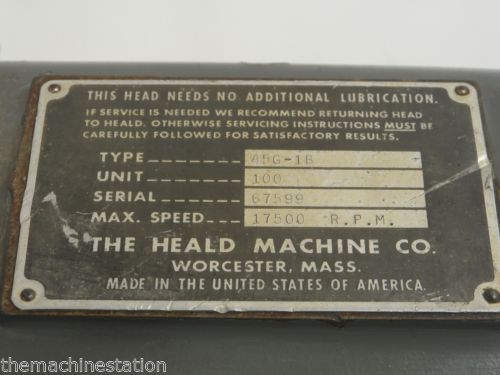 THIS HEAD NEEDS NO ADDITIONAL LUBRICATION.
IF SERVICE IS NEEDED WE RECOMMEND RETURNING HEAD
TO HEALD. OTHERWISE SERVICING INSTRUCTIONS MUST BE
CAREFULLY FOLLOWED FOR SATISFACTORY RESULTS.
TYPE ------- 45G-1B
UNIT ------- 100
SERIAL ------ 67599
MAX. SPEED--- 17500 R.P.M.
THE HEALD MACHINE CO.
WORCESTER, MASS.
MADE IN THE UNITED STATES OF AMERICA.
themachinestation
themachinestation